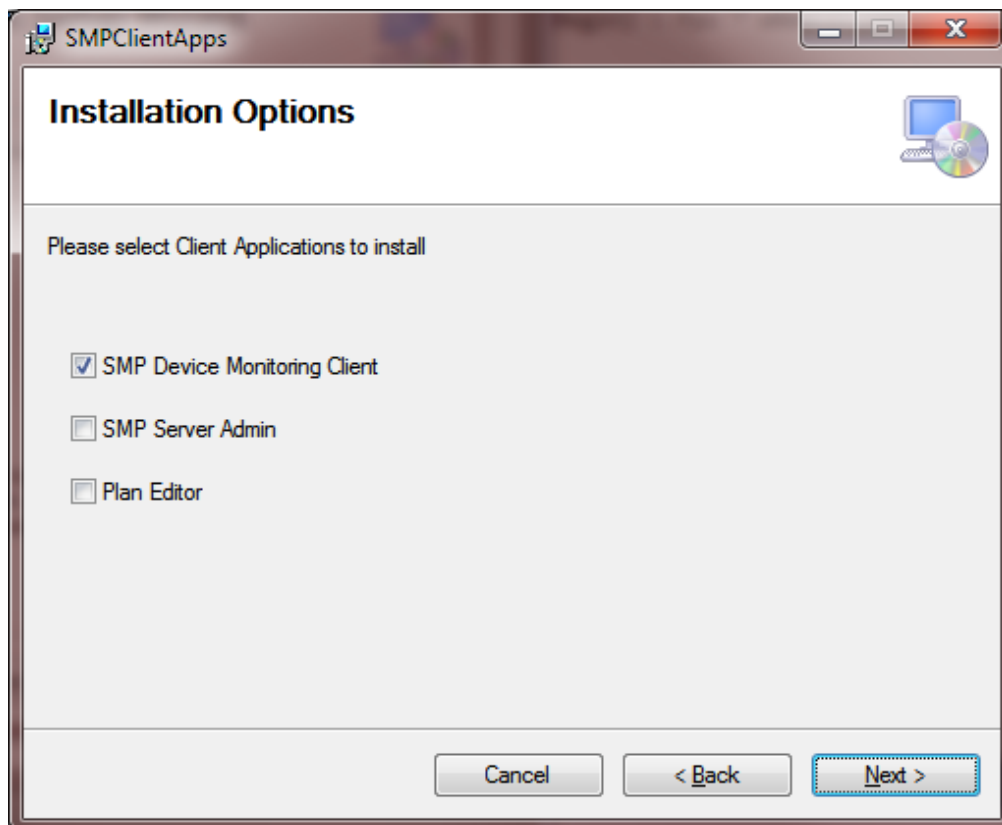 SMPClientApps
Installation Options
Please select Client Applications to install
SMP Device Monitoring Client
SMP Server Admin
Plan Editor
Cancel
< Back
Next >